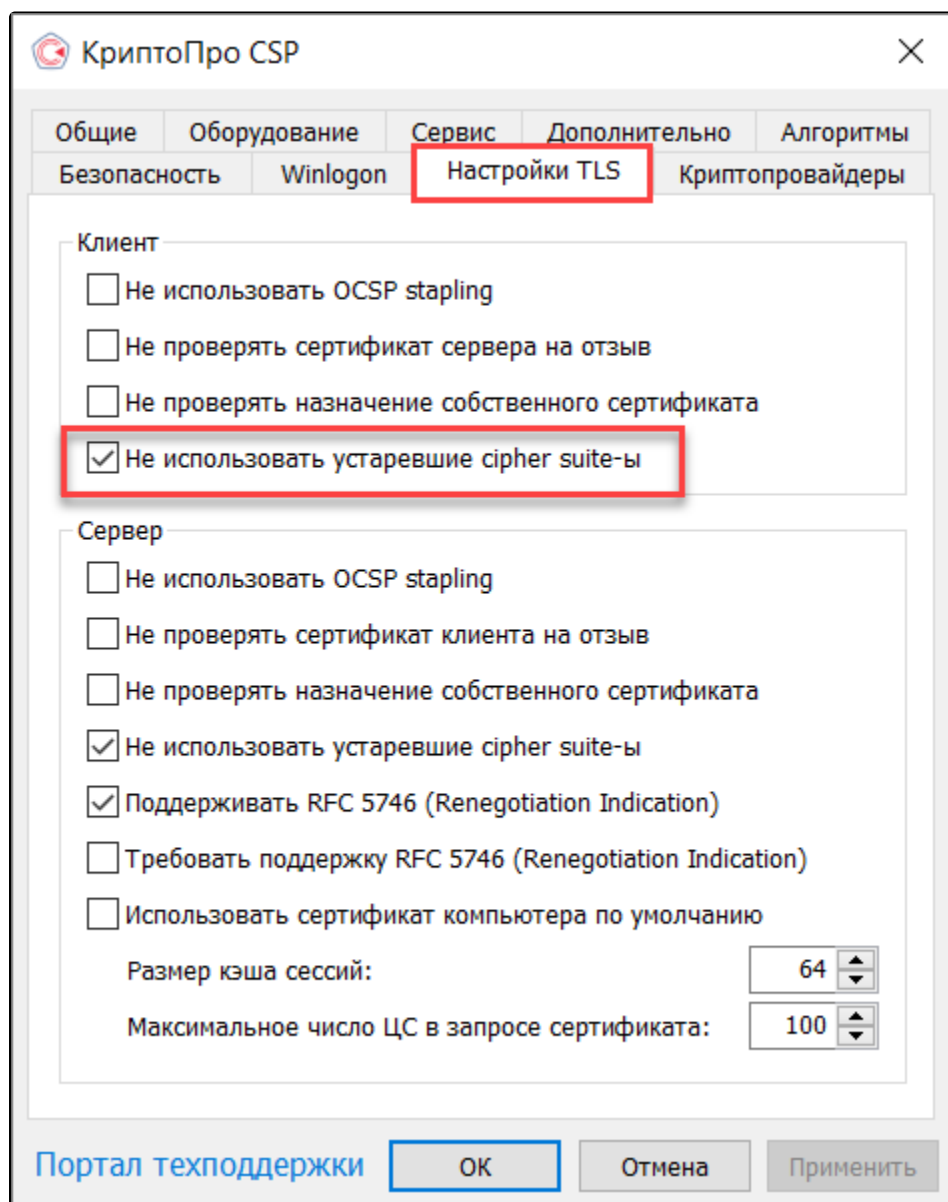 КриптоПро CSP
Общие Оборудование Сервис Дополнительно Алгоритмы
Безопасность Winlogon Настройки TLS Криптопровайдеры
Клиент
Не использовать OCSP stapling
Не проверять сертификат сервера на отзыв
Не проверять назначение собственного сертификата
Не использовать устаревшие cipher suite-ы
Сервер
Не использовать OCSP stapling
Не проверять сертификат клиента на отзыв
Не проверять назначение собственного сертификата
Не использовать устаревшие cipher suite-ы
Поддерживать RFC 5746 (Renegotiation Indication)
Требовать поддержку RFC 5746 (Renegotiation Indication)
Использовать сертификат компьютера по умолчанию
Размер кэша сессий: 64
Максимальное число ЦС в запросе сертификата: 100
Портал техподдержки ОК Отмена Применить